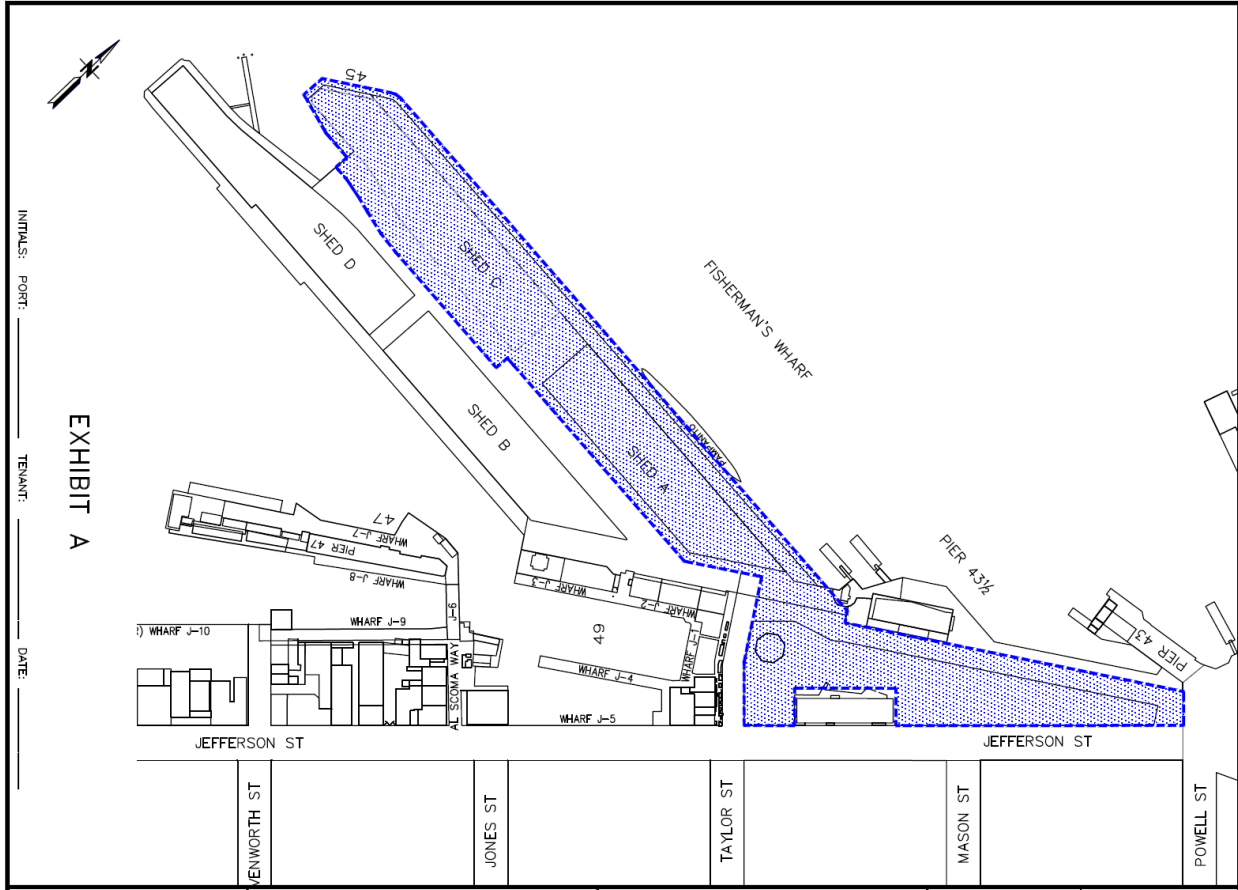 45
N
SHED D
SHED C
FISHERMAN'S WHARF
SHED B
SHED A
PAMPANITO
PIER 43½
PIER 43
47
WHARF J-7
PIER 47
WHARF J-8
WHARF J-3
WHARF J-2
J-6
WHARF J-9
) WHARF J-10
49
WHARF J-1
WHARF J-4
AL SCOMA WAY
WHARF J-5
JEFFERSON ST
JEFFERSON ST
VENWORTH ST
JONES ST
TAYLOR ST
MASON ST
POWELL ST
EXHIBIT A
INITIALS: PORT: TENANT: DATE: